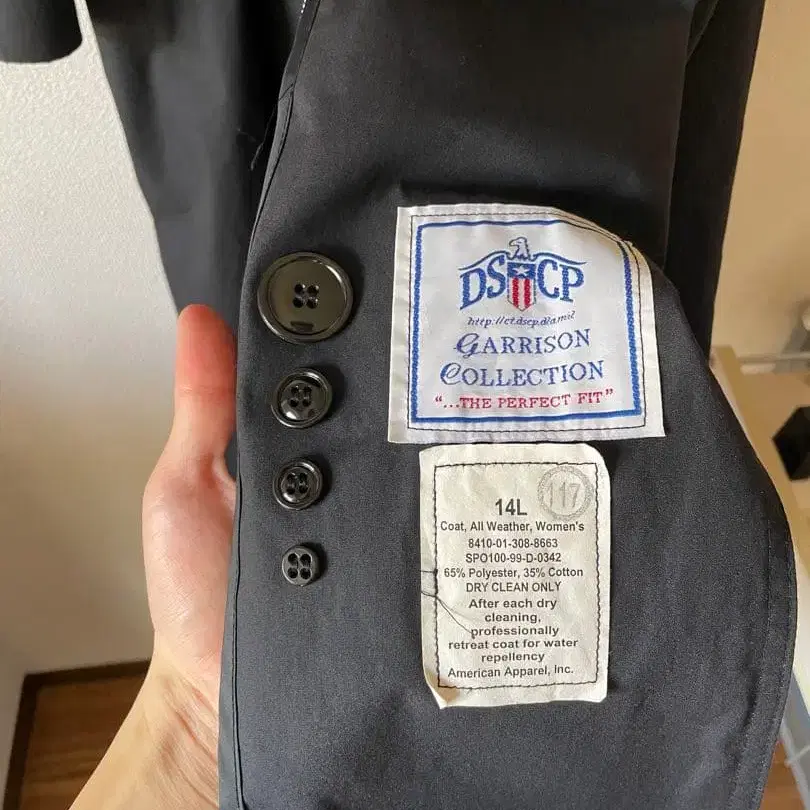 DSCP
http://ct.dscp.dla.mil
GARRISON
COLLECTION
"...THE PERFECT FIT"
117
14L
Coat, All Weather, Women's
8410-01-308-8663
SPO100-99-D-0342
65% Polyester, 35% Cotton
DRY CLEAN ONLY
After each dry
cleaning,
professionally
retreat coat for water
repellency
American Apparel, Inc.